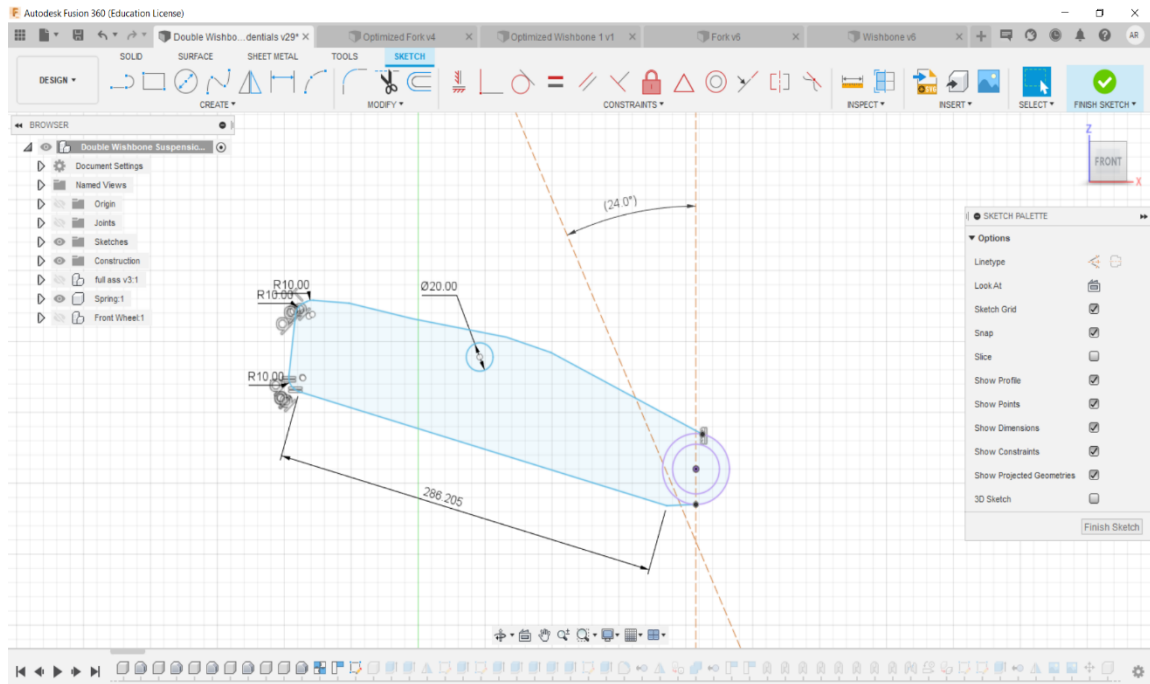 Autodesk Fusion 360 (Education License)
Double Wishbo...dentials v29*
Optimized Fork v4
Optimized Wishbone 1 v1
Fork v6
Wishbone v6
AR
SOLID
SURFACE
SHEET METAL
TOOLS
SKETCH
DESIGN
CREATE
MODIFY
CONSTRAINTS
INSPECT
INSERT
SELECT
FINISH SKETCH
BROWSER
Double Wishbone Suspensio...
Document Settings
Named Views
Origin
Joints
Sketches
Construction
full ass v3:1
Spring:1
Front Wheel:1
Z
FRONT
X
(24.0°)
R10.00
R10.00
Ø20.00
R10.00
286.205
SKETCH PALETTE
Options
Linetype
Look At
Sketch Grid
Snap
Slice
Show Profile
Show Points
Show Dimensions
Show Constraints
Show Projected Geometries
3D Sketch
Finish Sketch